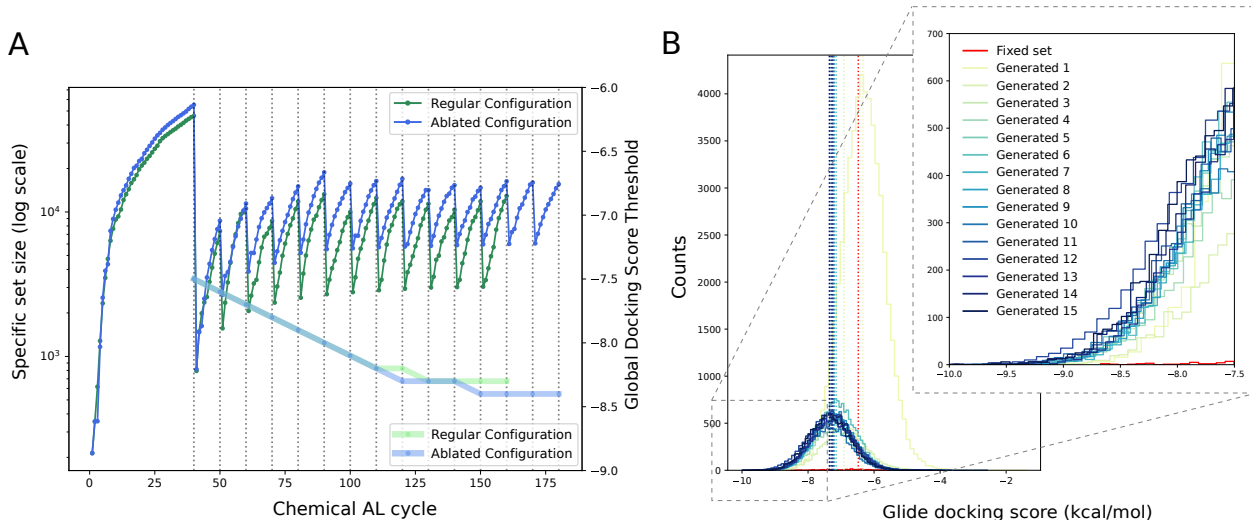 A
Specific set size (log scale)
10^4
10^3
0
25
50
75
100
125
150
175
Chemical AL cycle
Regular Configuration
Ablated Configuration
Regular Configuration
Ablated Configuration
−6.0
−6.5
−7.0
−7.5
−8.0
−8.5
−9.0
Global Docking Score Threshold
B
Counts
4000
3500
3000
2500
2000
1500
1000
500
0
−10
−8
−6
−4
−2
Glide docking score (kcal/mol)
700
600
500
400
300
200
100
0
−10.0
−9.5
−9.0
−8.5
−8.0
−7.5
Fixed set
Generated 1
Generated 2
Generated 3
Generated 4
Generated 5
Generated 6
Generated 7
Generated 8
Generated 9
Generated 10
Generated 11
Generated 12
Generated 13
Generated 14
Generated 15